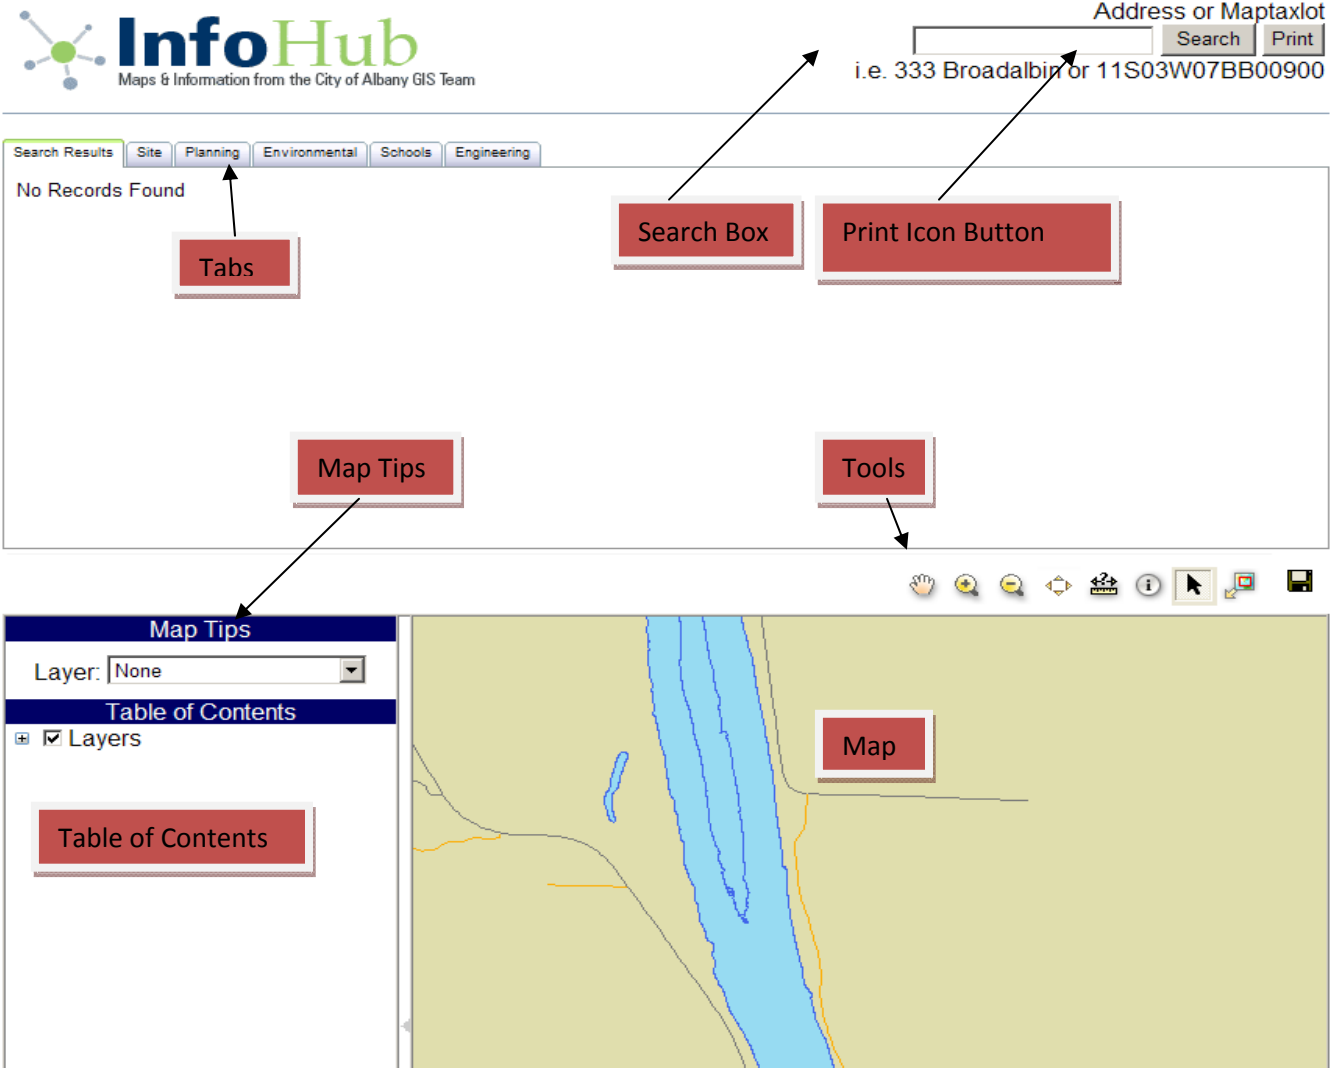 Address or Maptaxlot
InfoHub
Search Print
Maps & Information from the City of Albany GIS Team
i.e. 333 Broadalbin or 11S03W07BB00900
Search Results Site Planning Environmental Schools Engineering
No Records Found
Search Box
Print Icon Button
Tabs
Map Tips
Tools
Map Tips
Layer: None
Table of Contents
Layers
Map
Table of Contents